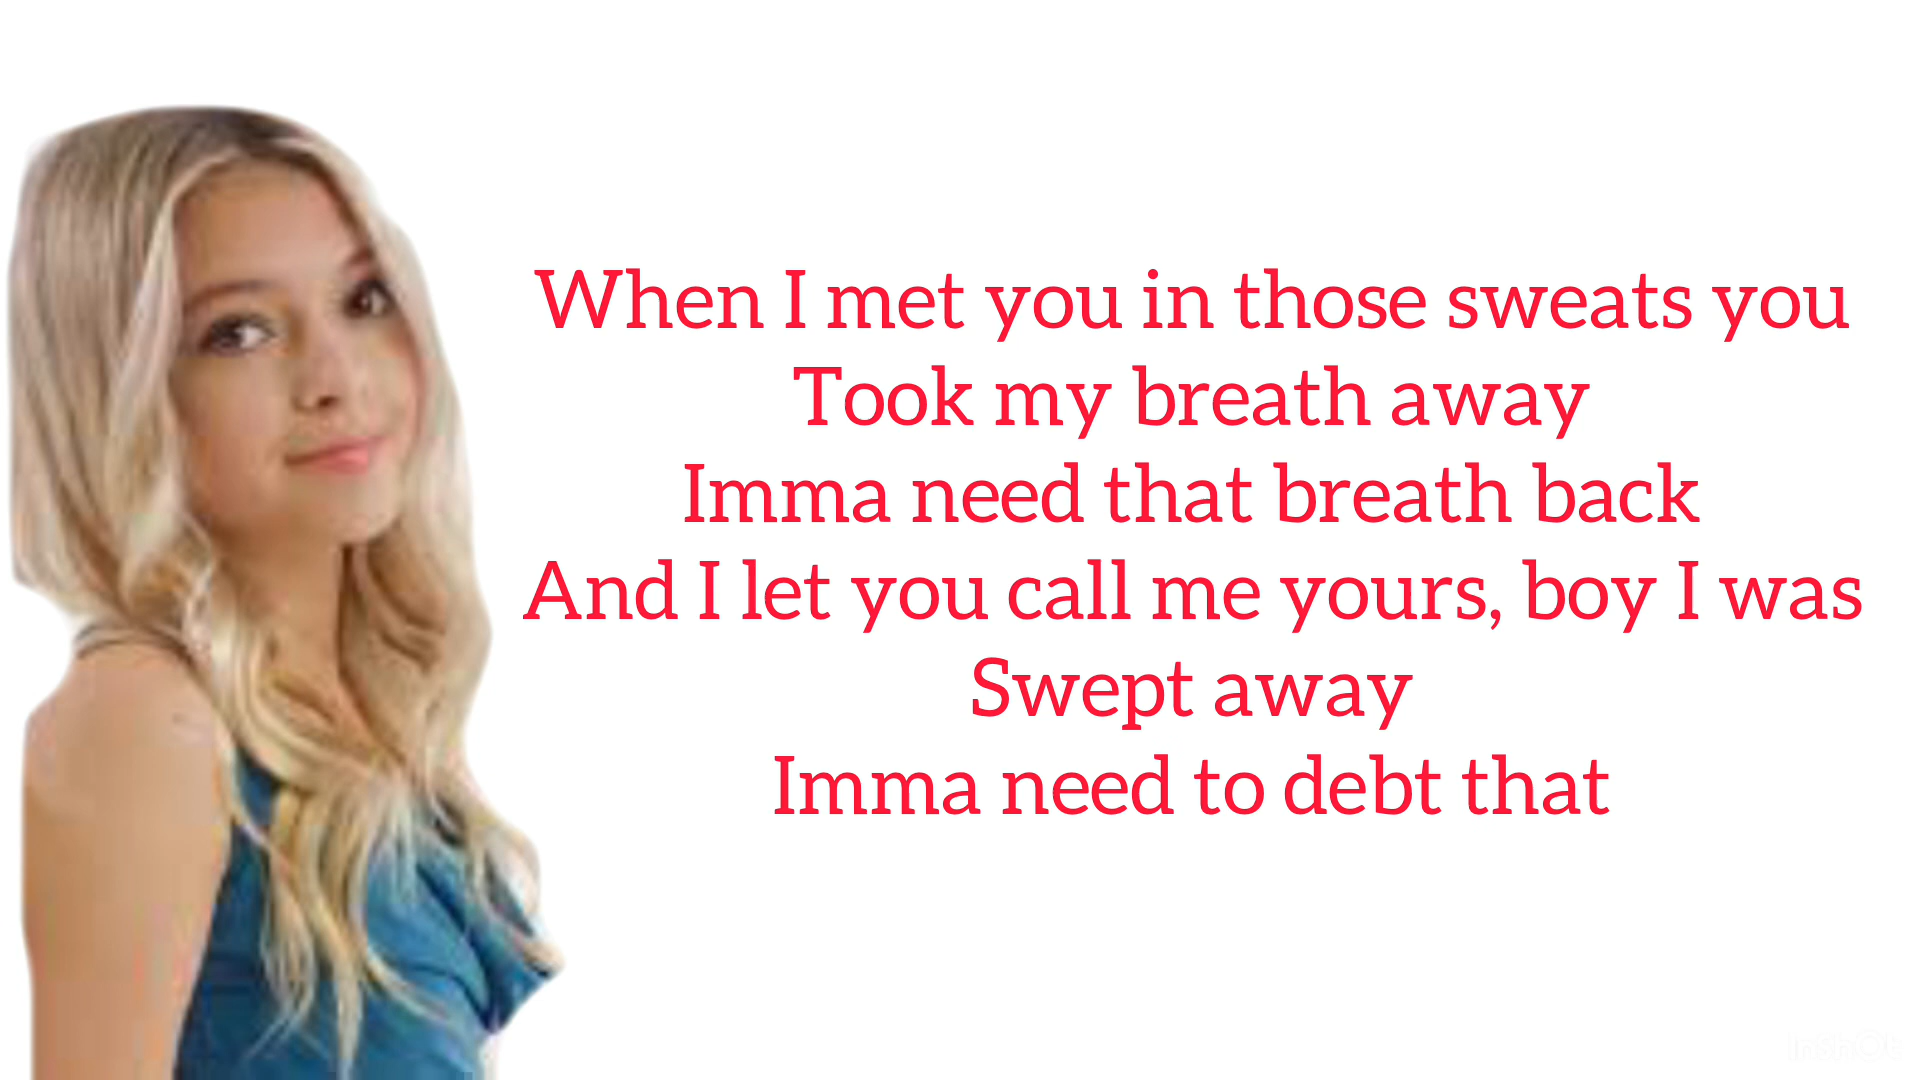 When I met you in those sweats you
Took my breath away
Imma need that breath back
And I let you call me yours, boy I was
Swept away
Imma need to debt that